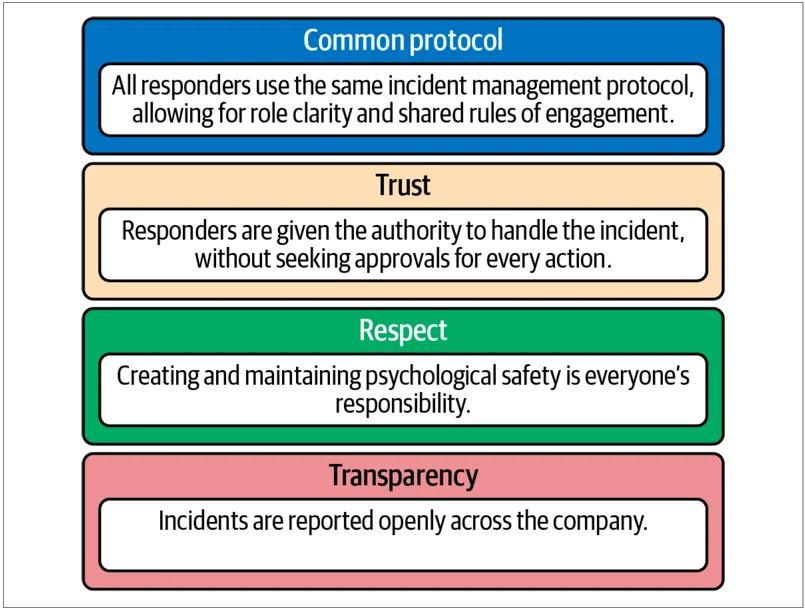 Common protocol
All responders use the same incident management protocol,
allowing for role clarity and shared rules of engagement.
Trust
Responders are given the authority to handle the incident,
without seeking approvals for every action.
Respect
Creating and maintaining psychological safety is everyone’s
responsibility.
Transparency
Incidents are reported openly across the company.